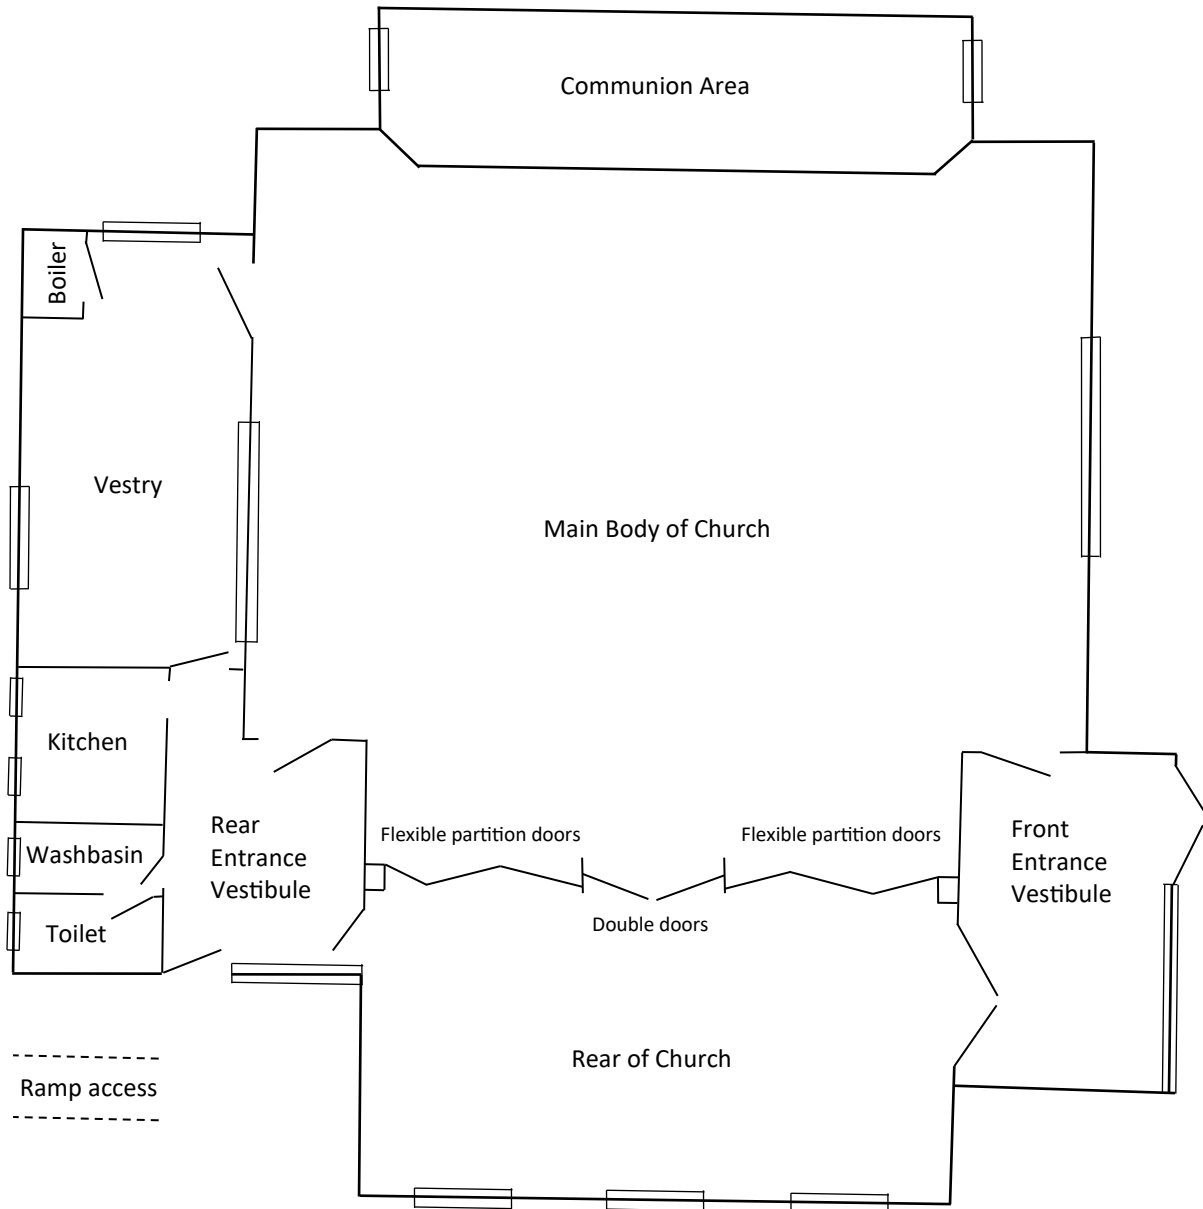 Communion Area
Boiler
Vestry
Main Body of Church
Kitchen
Washbasin
Toilet
Rear
Entrance
Vestibule
Flexible partition doors
Flexible partition doors
Double doors
Front
Entrance
Vestibule
Rear of Church
Ramp access